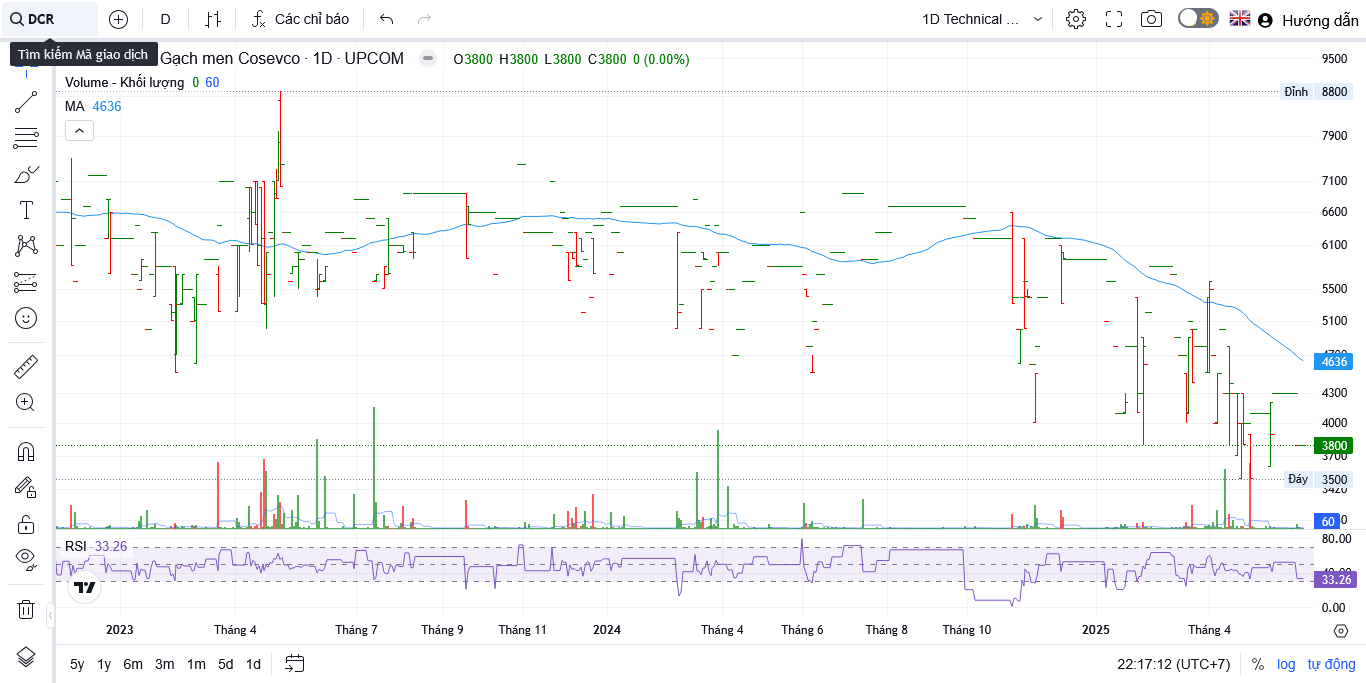 DCR
D
Các chỉ báo
1D Technical ...
Hướng dẫn
Tìm kiếm Mã giao dịch
Gạch men Cosevco · 1D · UPCOM
O3800 H3800 L3800 C3800 0 (0.00%)
Volume - Khối lượng 0 60
MA 4636
9500
Đỉnh 8800
7900
7100
6600
6100
5500
5100
4636
4300
4000
3800
3700
Đáy 3500
3420
60
RSI 33.26
80.00
33.26
0.00
2023 Tháng 4 Tháng 7 Tháng 9 Tháng 11 2024 Tháng 4 Tháng 6 Tháng 8 Tháng 10 2025 Tháng 4
5y 1y 6m 3m 1m 5d 1d
22:17:12 (UTC+7) % log tự động